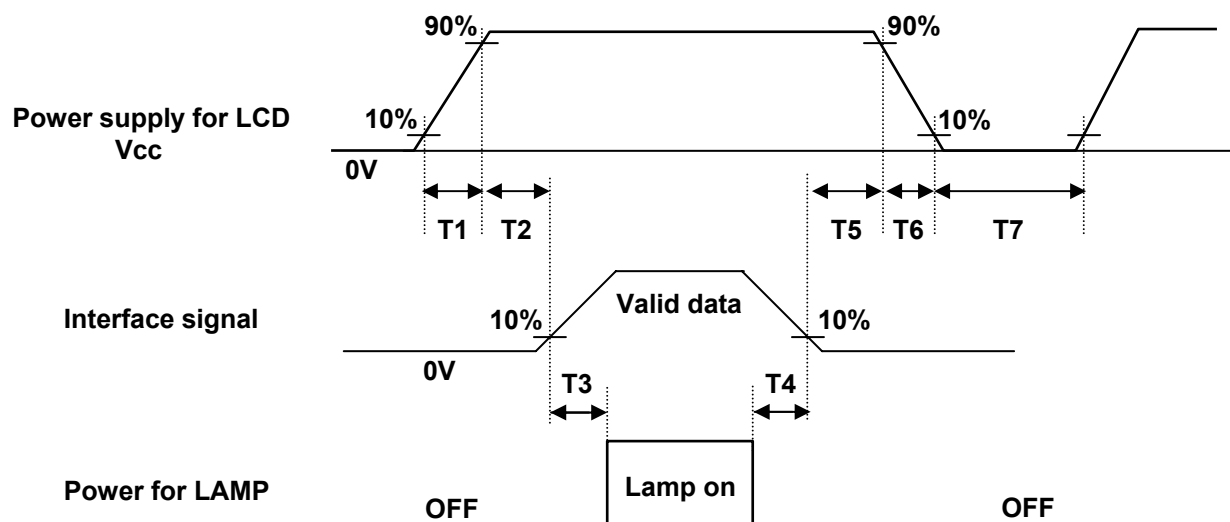 90%
90%
Power supply for LCD
Vcc
10%
10%
0V
T1
T2
T5
T6
T7
Interface signal
10%
Valid data
10%
0V
T3
T4
Power for LAMP
OFF
Lamp on
OFF